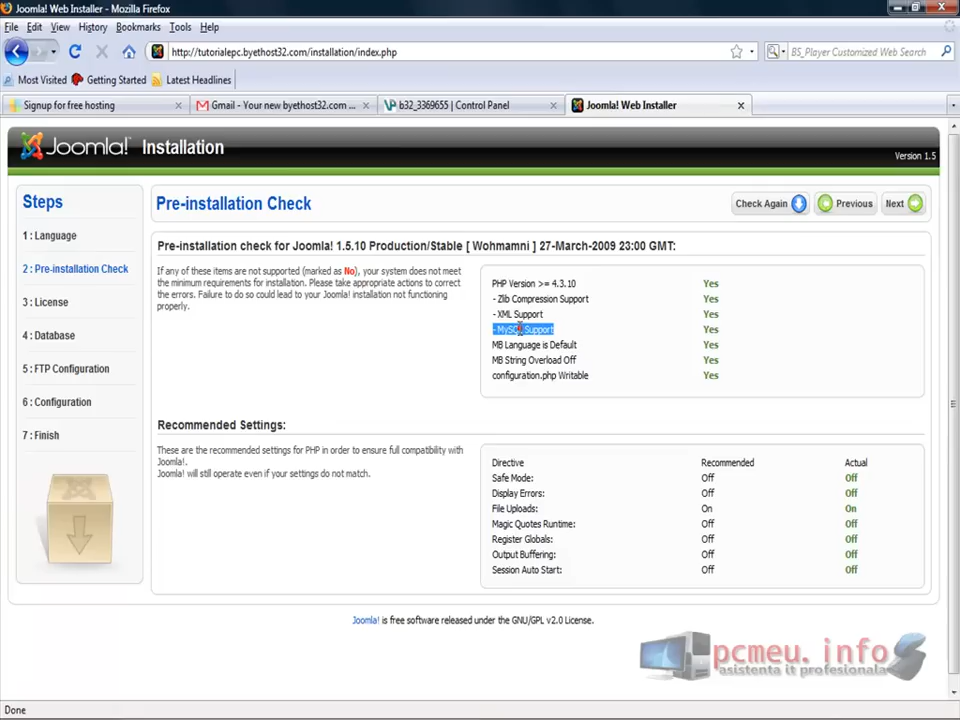 Joomla! Web Installer - Mozilla Firefox
File Edit View History Bookmarks Tools Help
http://tutorialepc.byethost32.com/installation/index.php
BS_Player Customized Web Search
Most Visited Getting Started Latest Headlines
Signup for free hosting
Gmail - Your new byethost32.com ...
b32_3369655 | Control Panel
Joomla! Web Installer
Joomla! Installation
Version 1.5
Steps
1 : Language
2 : Pre-installation Check
3 : License
4 : Database
5 : FTP Configuration
6 : Configuration
7 : Finish
Pre-installation Check
Check Again Previous Next
Pre-installation check for Joomla! 1.5.10 Production/Stable [ Wohmamni ] 27-March-2009 23:00 GMT:
If any of these items are not supported (marked as No), your system does not meet
the minimum requirements for installation. Please take appropriate actions to correct
the errors. Failure to do so could lead to your Joomla! installation not functioning
properly.
PHP Version >= 4.3.10 Yes
- Zlib Compression Support Yes
- XML Support Yes
- MySQL Support Yes
MB Language is Default Yes
MB String Overload Off Yes
configuration.php Writable Yes
Recommended Settings:
These are the recommended settings for PHP in order to ensure full compatibility with
Joomla!.
Joomla! will still operate even if your settings do not match.
Directive Recommended Actual
Safe Mode: Off Off
Display Errors: Off Off
File Uploads: On On
Magic Quotes Runtime: Off Off
Register Globals: Off Off
Output Buffering: Off Off
Session Auto Start: Off Off
Joomla! is free software released under the GNU/GPL v2.0 License.
pcmeu.info
asistenta it profesionala
Done